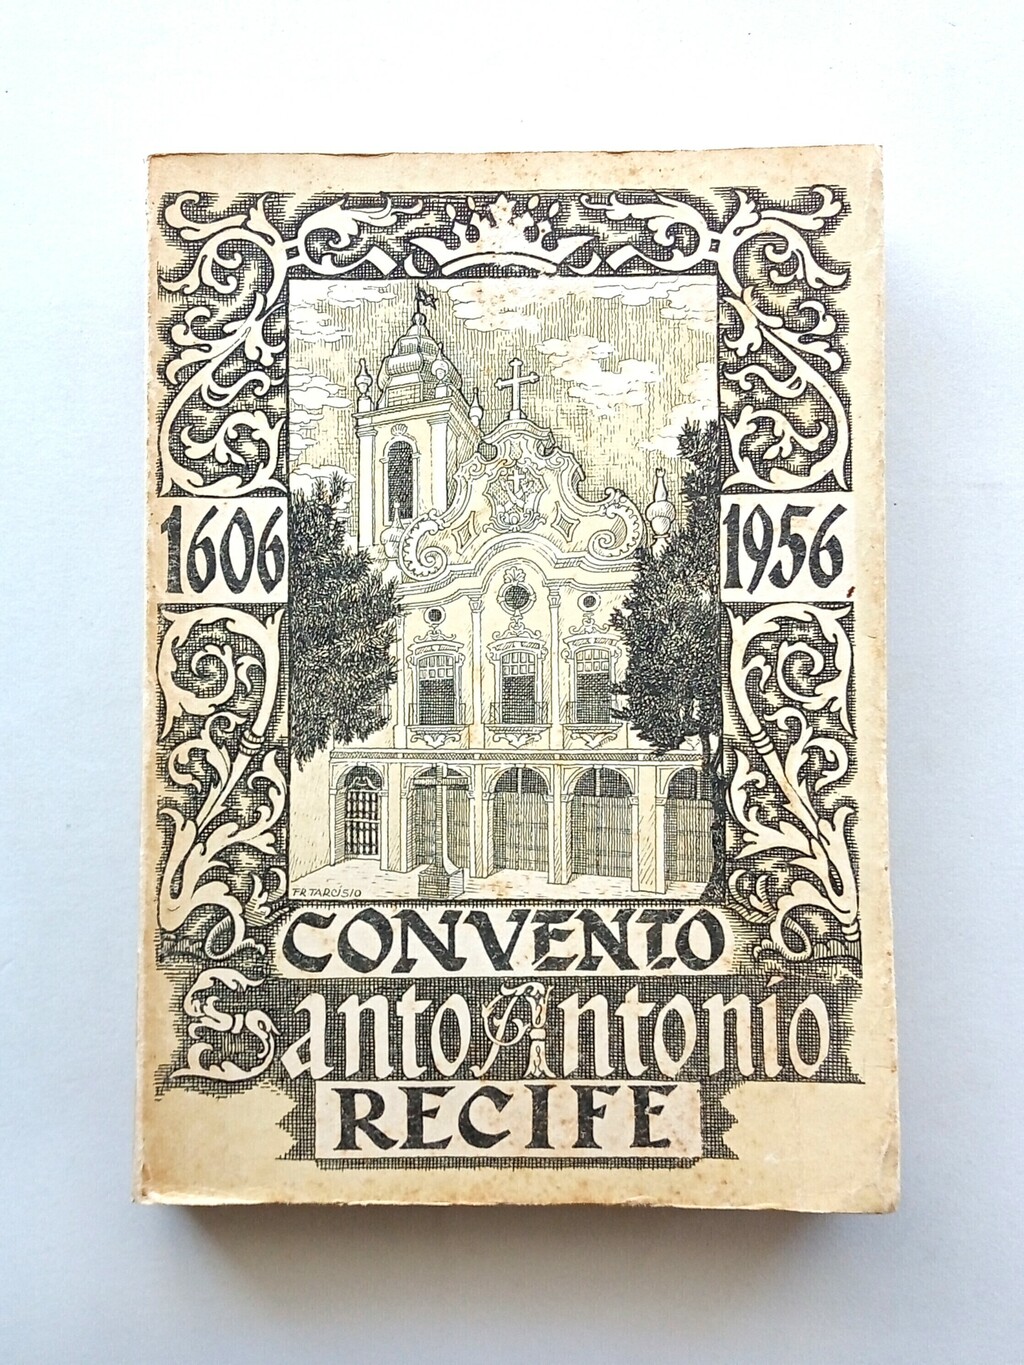 1606
1956
FR TARCÍSIO
CONVENTO
Santo Antonio
RECIFE